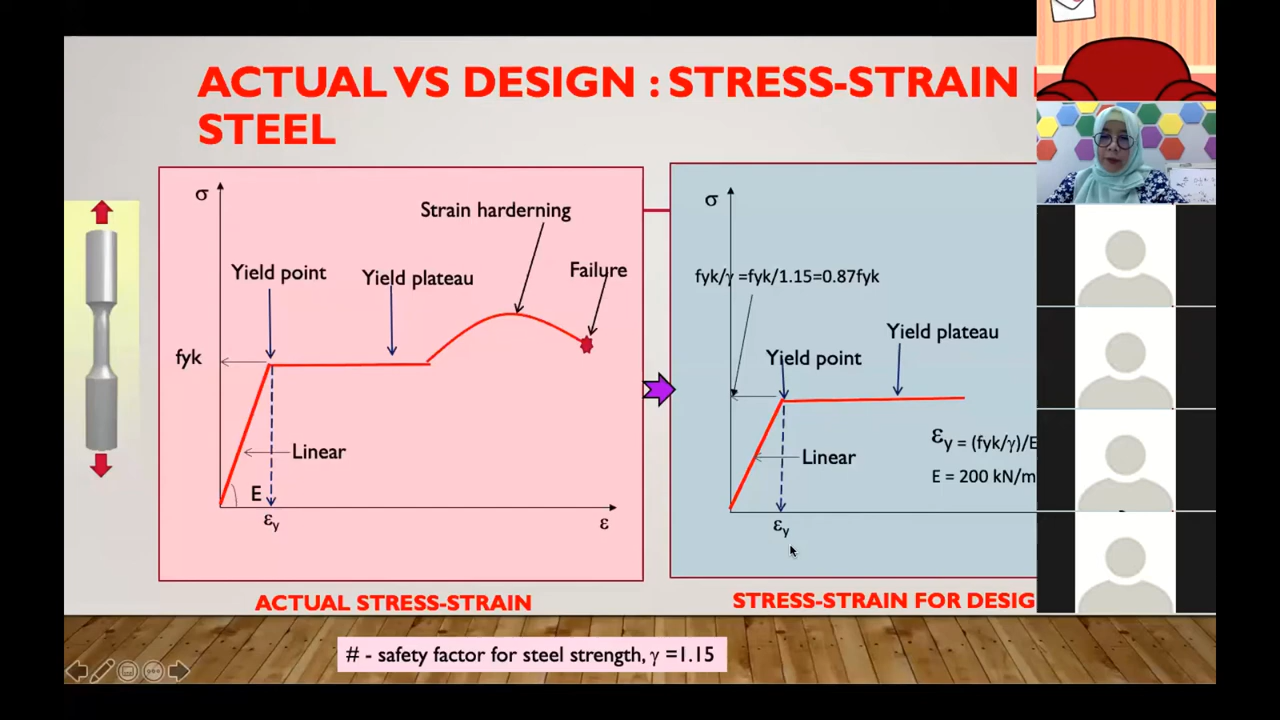 ACTUAL VS DESIGN : STRESS-STRAIN
STEEL
σ
Strain harderning
Yield point
Yield plateau
Failure
fyk
Linear
E
εy
ε
ACTUAL STRESS-STRAIN
σ
fyk/γ =fyk/1.15=0.87fyk
Yield plateau
Yield point
εy = (fyk/γ)/E
Linear
E = 200 kN/m
εy
STRESS-STRAIN FOR DESIG
# - safety factor for steel strength, γ =1.15